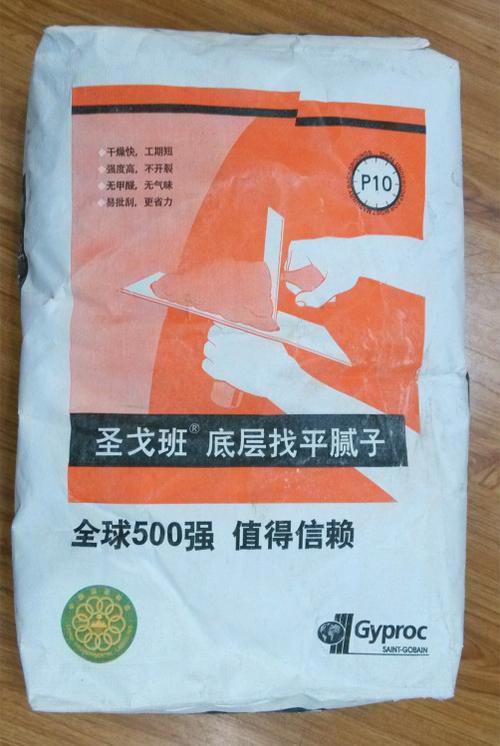 干燥快，工期短
强度高，不开裂
无甲醛，无气味
易批刮，更省力
P10
圣戈班® 底层找平腻子
全球500强 值得信赖
Gyproc
SAINT-GOBAIN